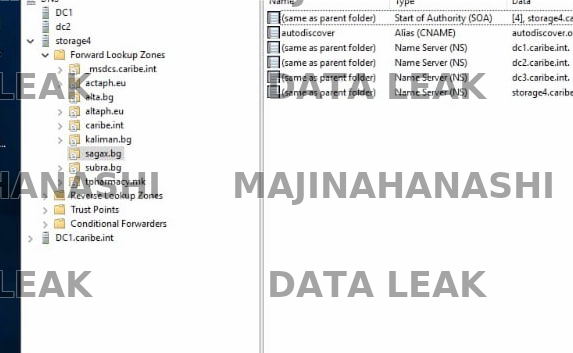 DNS
DC1
dc2
storage4
Forward Lookup Zones
_msdcs.caribe.int
actaph.eu
alta.bg
altaph.eu
caribe.int
kaliman.bg
sagax.bg
subra.bg
tpharmacy.mk
Reverse Lookup Zones
Trust Points
Conditional Forwarders
DC1.caribe.int
Name Type Data
(same as parent folder) Start of Authority (SOA) [4], storage4.ca
autodiscover Alias (CNAME) autodiscover.o
(same as parent folder) Name Server (NS) dc1.caribe.int.
(same as parent folder) Name Server (NS) dc2.caribe.int.
(same as parent folder) Name Server (NS) dc3.caribe.int.
(same as parent folder) Name Server (NS) storage4.caribe
LEAK DATA LEAK
HANASHI MAJINAHANASHI
LEAK DATA LEAK